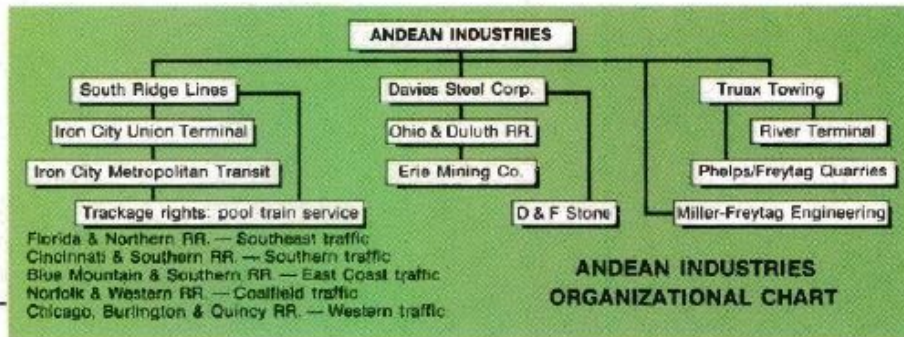 ANDEAN INDUSTRIES
South Ridge Lines
Davies Steel Corp.
Truax Towing
Iron City Union Terminal
Ohio & Duluth RR.
River Terminal
Iron City Metropolitan Transit
Erie Mining Co.
Phelps/Freytag Quarries
Trackage rights: pool train service
D & F Stone
Miller-Freytag Engineering
Florida & Northern RR. — Southeast traffic
Cincinnati & Southern RR. — Southern traffic
Blue Mountain & Southern RR. — East Coast traffic
Norfolk & Western RR. — Coalfield traffic
Chicago, Burlington & Quincy RR. — Western traffic
ANDEAN INDUSTRIES
ORGANIZATIONAL CHART